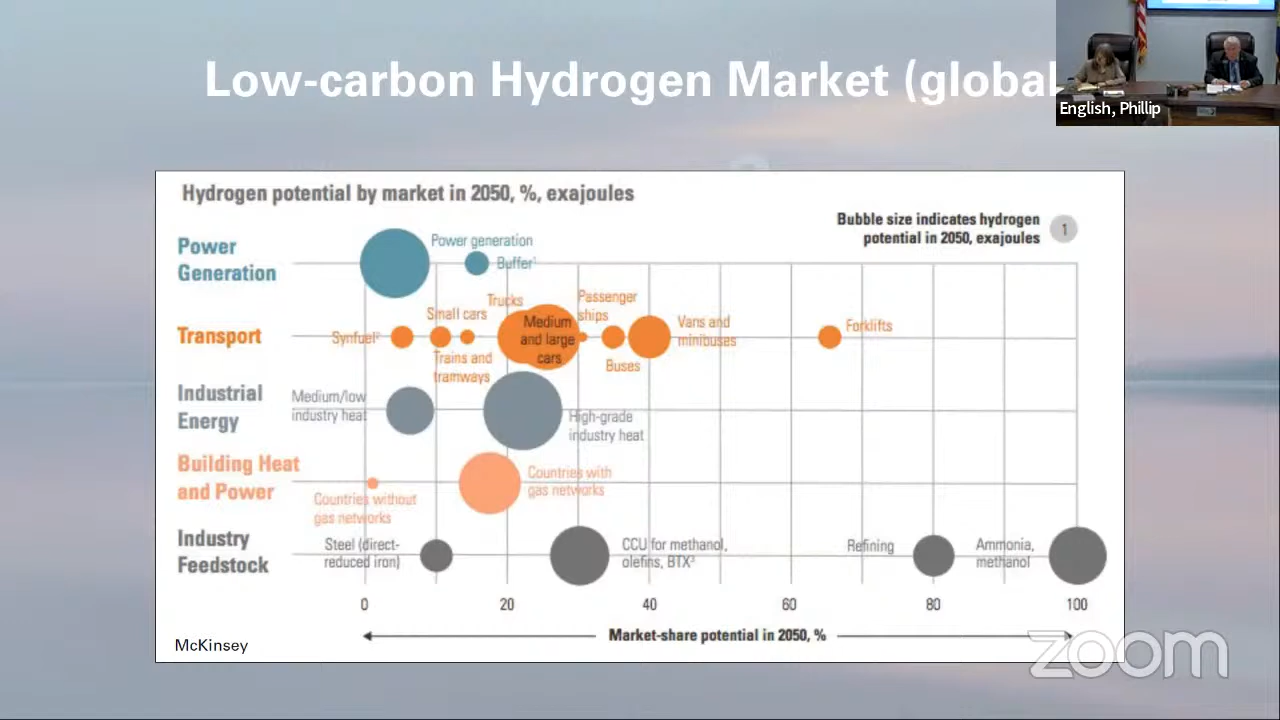 Low-carbon Hydrogen Market (global
English, Phillip
Hydrogen potential by market in 2050, %, exajoules
Bubble size indicates hydrogen
potential in 2050, exajoules
1
Power
Generation
Power generation
Buffer¹
Transport
Synfuel²
Small cars
Trains and
tramways
Trucks
Medium
and large
cars
Passenger
ships
Buses
Vans and
minibuses
Forklifts
Industrial
Energy
Medium/low
industry heat
High-grade
industry heat
Building Heat
and Power
Countries without
gas networks
Countries with
gas networks
Industry
Feedstock
Steel (direct-
reduced iron)
CCU for methanol,
olefins, BTX³
Refining
Ammonia,
methanol
0
20
40
60
80
100
Market-share potential in 2050, %
McKinsey
zoom